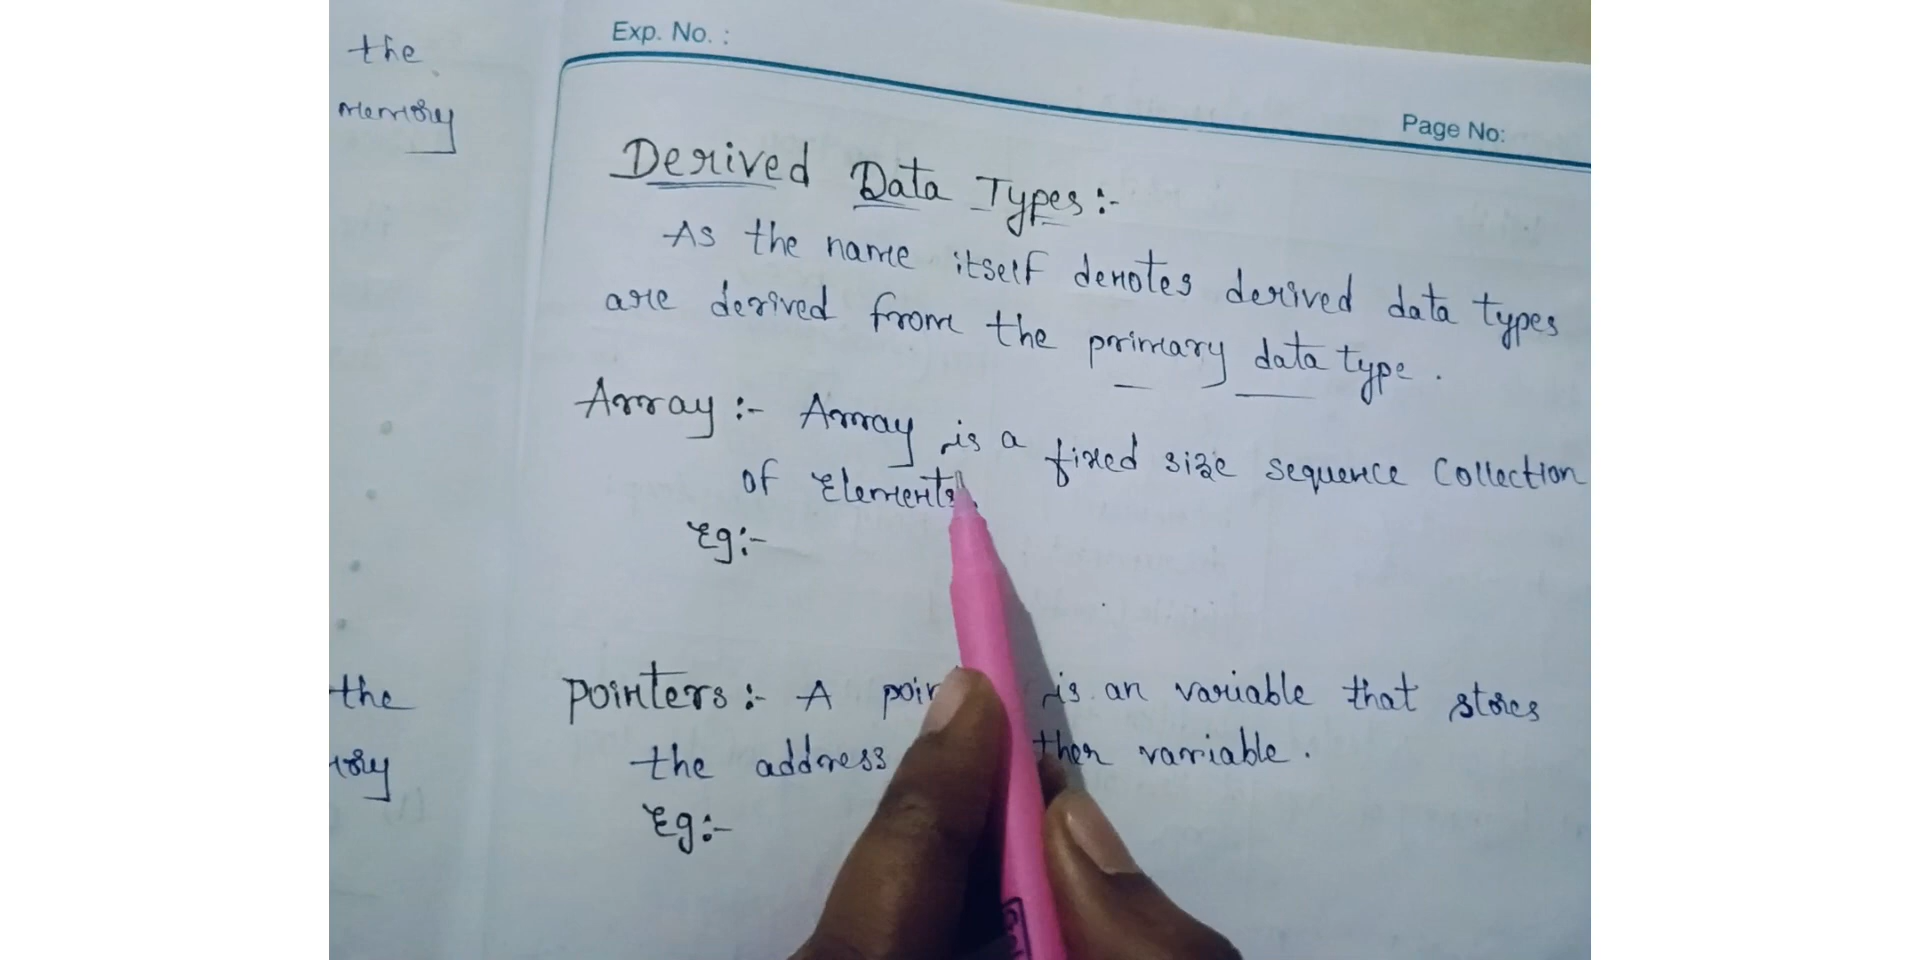 the
memory
Exp. No. :
Page No:
Derived Data Types :-
As the name itself denotes derived data types
are derived from the primary data type .
Array :- Array is a fixed size sequence collection
of Elements.
Eg:-
the
Pointers :- A is an variable that stores
the address variable .
Eg:-